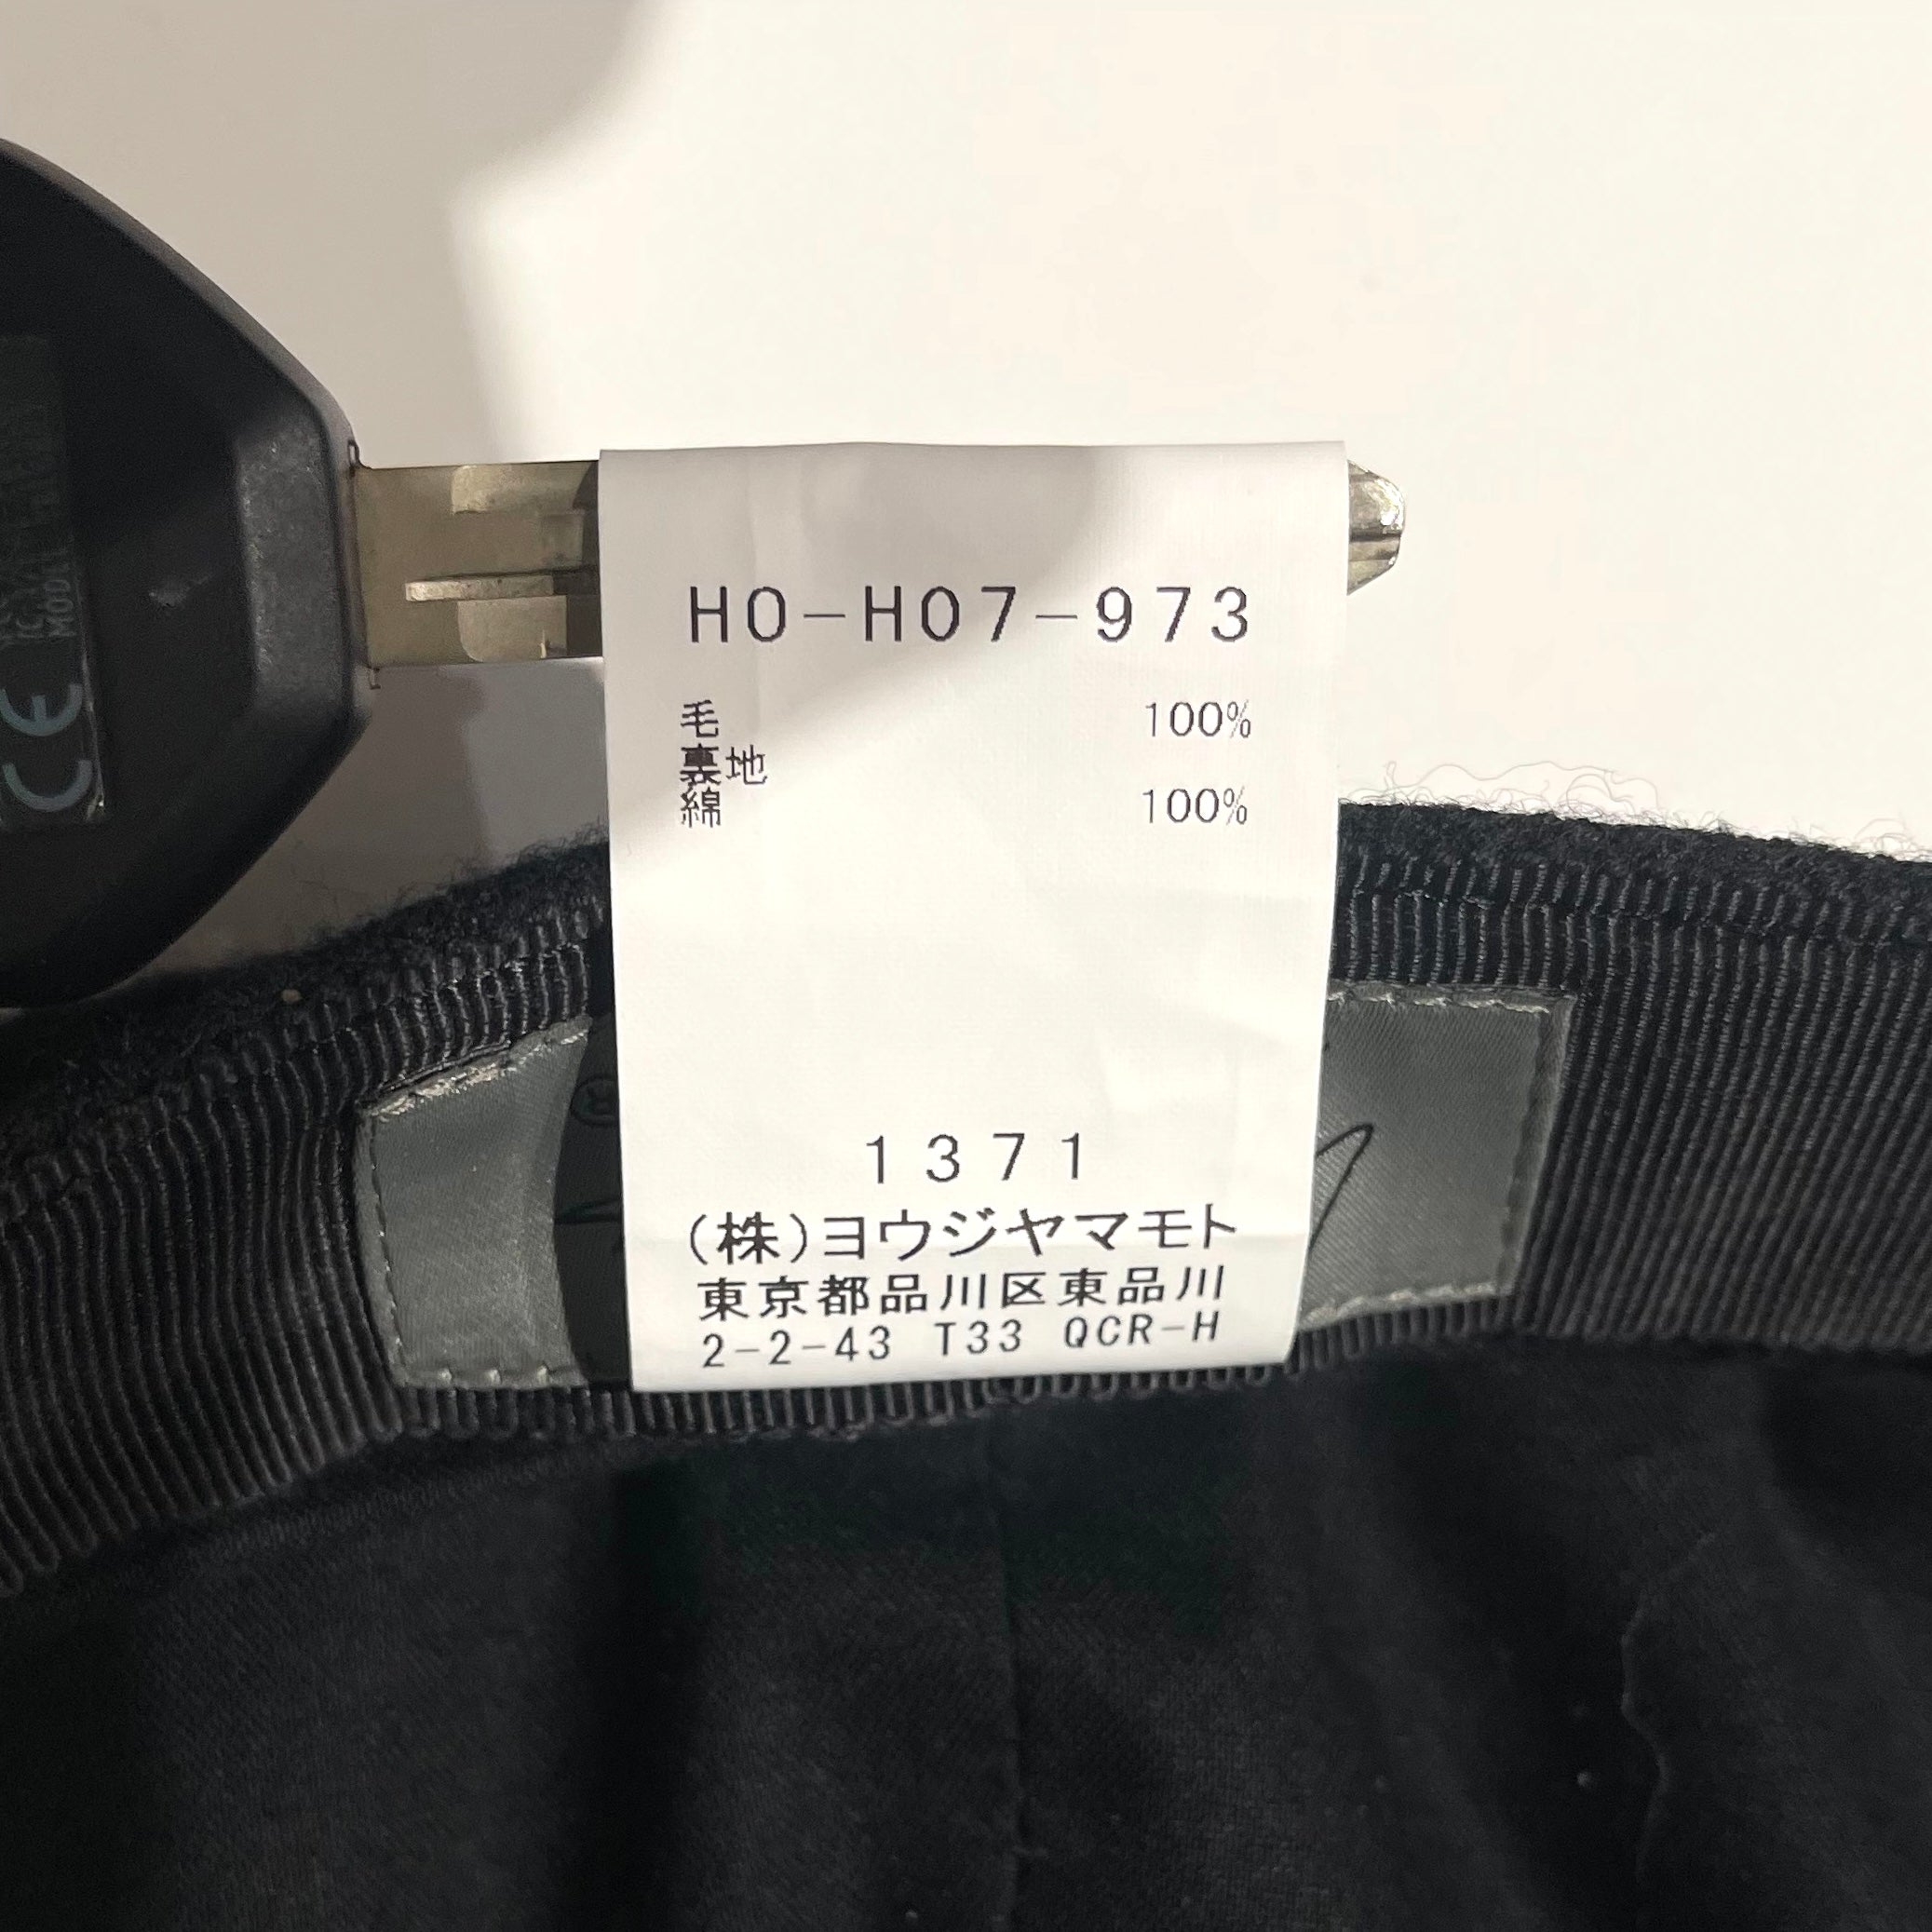 HO-H07-973
毛 100%
裏地
綿 100%
1371
(株)ヨウジヤマモト
東京都品川区東品川
2-2-43 T33 QCR-H
CE
®